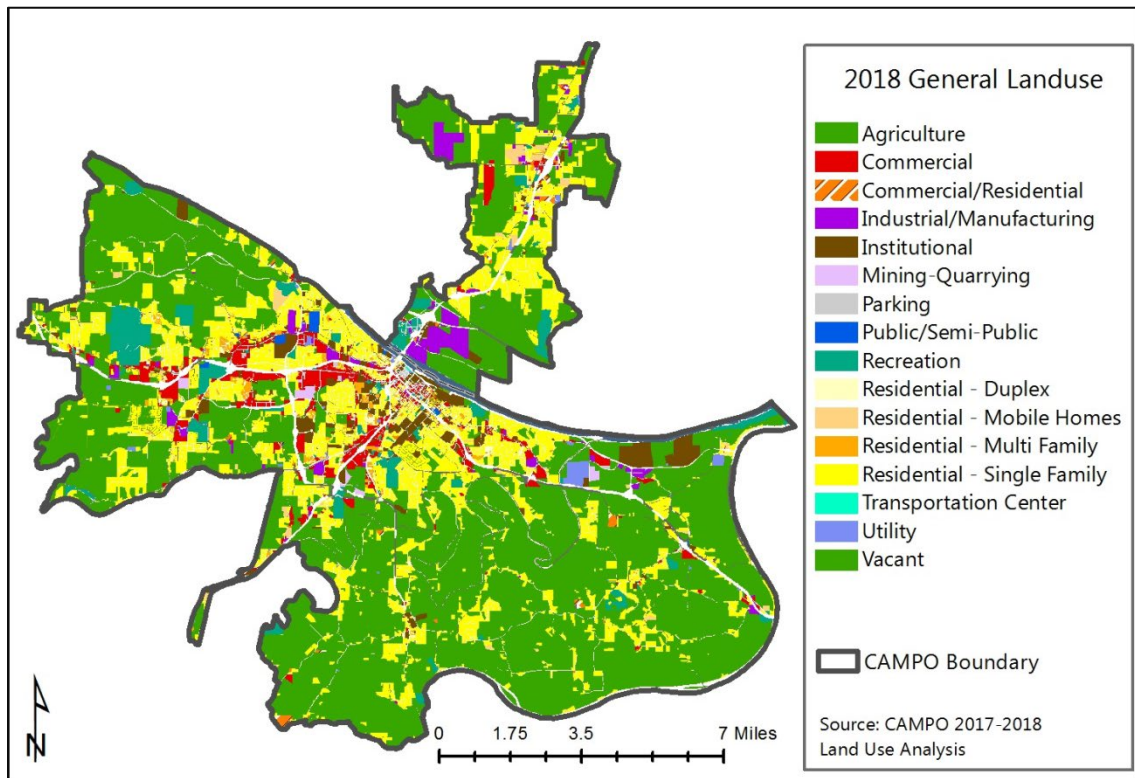 2018 General Landuse
Agriculture
Commercial
Commercial/Residential
Industrial/Manufacturing
Institutional
Mining-Quarrying
Parking
Public/Semi-Public
Recreation
Residential - Duplex
Residential - Mobile Homes
Residential - Multi Family
Residential - Single Family
Transportation Center
Utility
Vacant
CAMPO Boundary
Source: CAMPO 2017-2018
Land Use Analysis
N
0 1.75 3.5 7 Miles